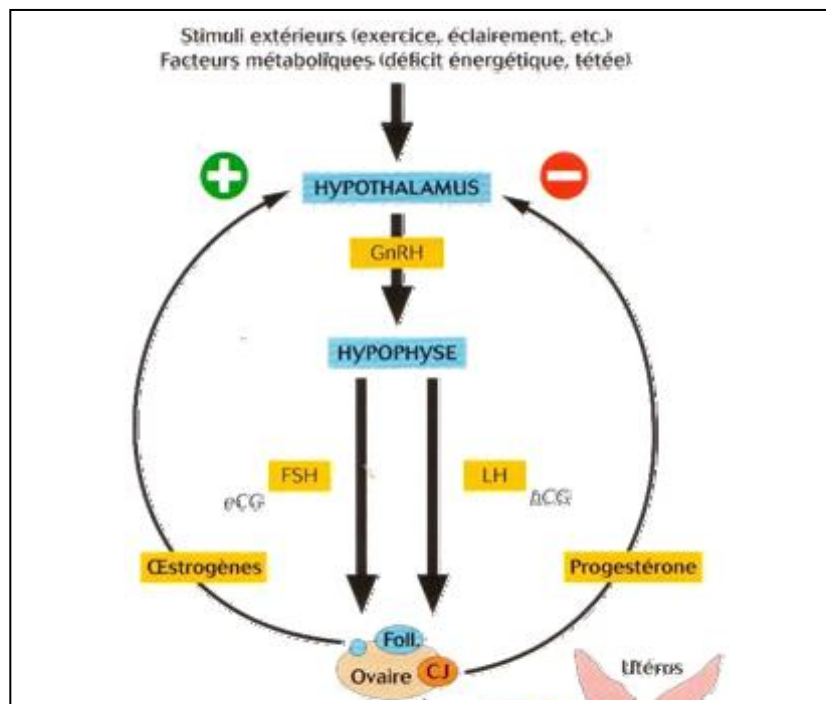 Stimuli extérieurs (exercice, éclairement, etc.)
Facteurs métaboliques (déficit énergétique, tétée)
HYPOTHALAMUS
GnRH
HYPOPHYSE
FSH
LH
eCG
hCG
Œstrogènes
Progestérone
Foll.
Ovaire
CJ
Utérus